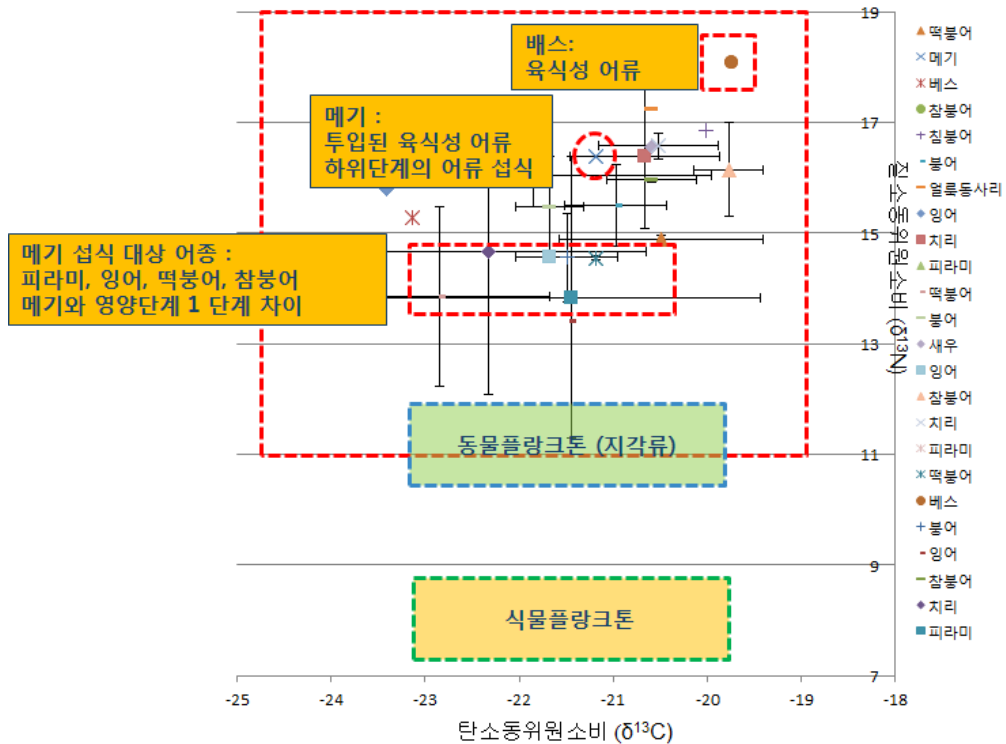 배스:
육식성 어류
메기 :
투입된 육식성 어류
하위단계의 어류 섭식
메기 섭식 대상 어종 :
피라미, 잉어, 떡붕어, 참붕어
메기와 영양단계 1 단계 차이
동물플랑크톤 (지각류)
식물플랑크톤
19
17
15
13
11
9
7
질소동위원소비 (δ¹³N)
-25
-24
-23
-22
-21
-20
-19
-18
탄소동위원소비 (δ¹³C)
떡붕어
메기
베스
참붕어
침붕어
붕어
얼룩동사리
잉어
치리
피라미
떡붕어
붕어
새우
잉어
참붕어
치리
피라미
떡붕어
베스
붕어
잉어
참붕어
치리
피라미